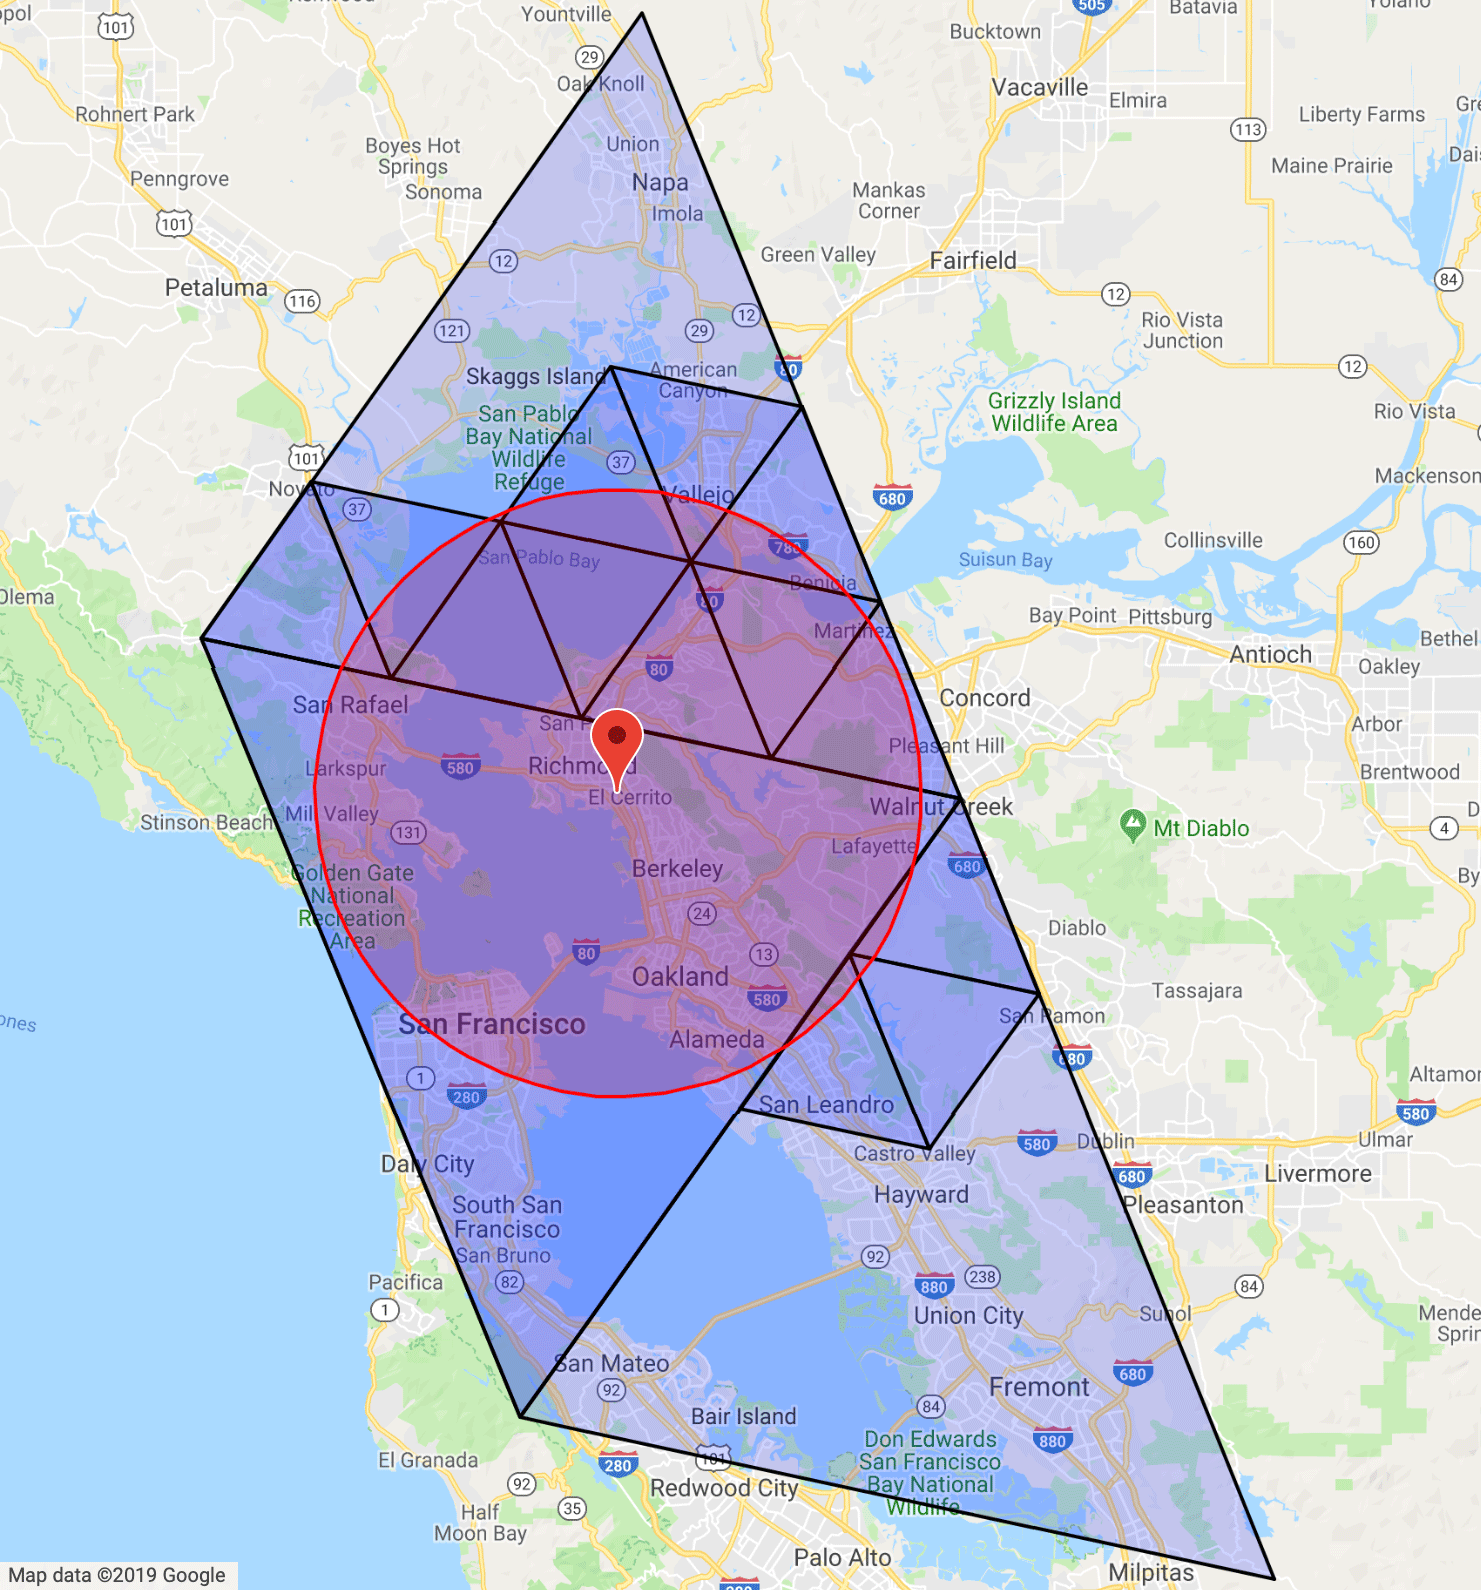 Yountville
Batavia
505
101
Bucktown
29
Oak Knoll
Vacaville
Elmira
Rohnert Park
Liberty Farms
113
Union
Boyes Hot
Springs
Maine Prairie
Penngrove
Napa
Sonoma
Mankas
Corner
Imola
101
Green Valley
Fairfield
12
84
Petaluma
116
12
12
121
29
Rio Vista
Junction
80
12
Skaggs Island
American
Canyon
San Pablo
Bay National
Wildlife
Refuge
Grizzly Island
Wildlife Area
Rio Vista
101
37
Novato
Vallejo
680
Mackenson
37
780
Collinsville
160
San Pablo Bay
Suisun Bay
Benicia
Olema
80
Bay Point
Pittsburg
Martinez
Bethel
Antioch
80
Oakley
Concord
San Rafael
Arbor
Pleasant Hill
Richmond
580
Larkspur
Brentwood
El Cerrito
Walnut Creek
Mill Valley
Stinson Beach
131
Mt Diablo
4
Lafayette
680
Berkeley
Golden Gate
National
Recreation
Area
24
Diablo
80
13
Oakland
580
Tassajara
San Francisco
San Ramon
Alameda
680
1
280
San Leandro
580
580
Dublin
Ulmar
Castro Valley
Daly City
680
Livermore
Hayward
Pleasanton
South San
Francisco
San Bruno
92
82
Pacifica
880
238
84
1
Union City
Sunol
San Mateo
680
92
Fremont
84
Bair Island
880
Don Edwards
San Francisco
Bay National
Wildlife
El Granada
280
101
92
Redwood City
35
Half
Moon Bay
Palo Alto
Milpitas
Map data ©2019 Google